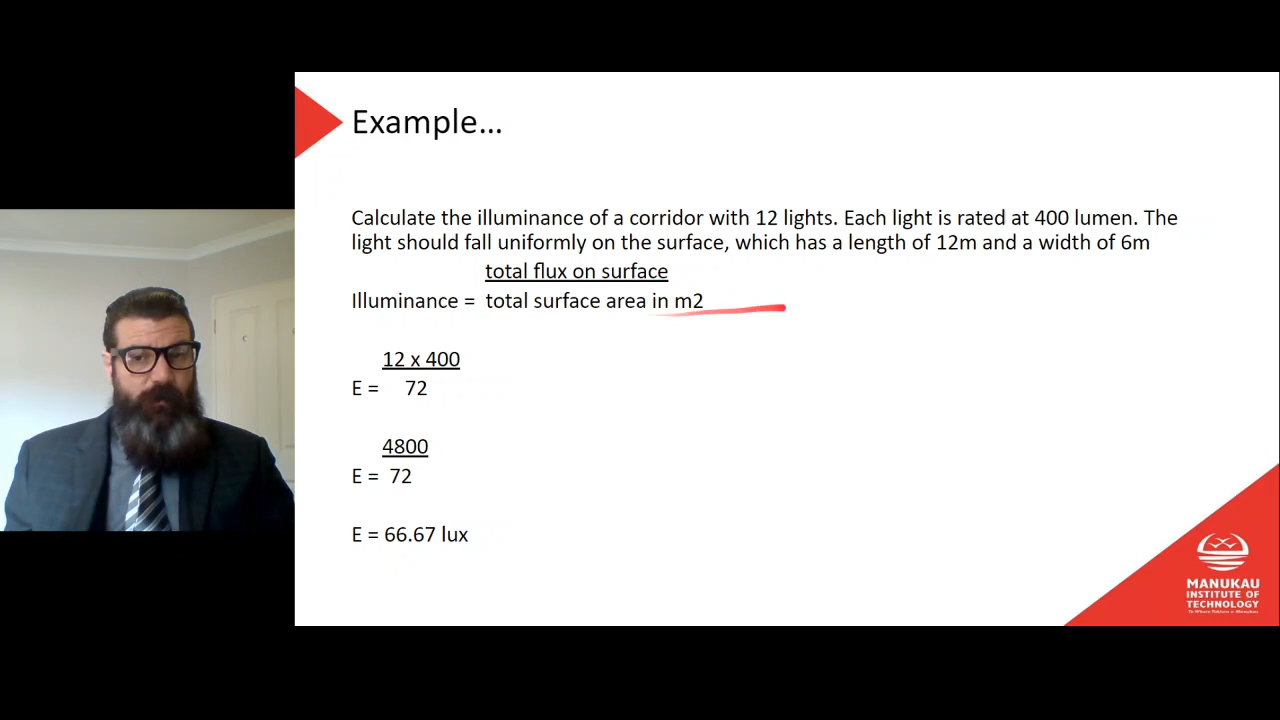 Example...
Calculate the illuminance of a corridor with 12 lights. Each light is rated at 400 lumen. The
light should fall uniformly on the surface, which has a length of 12m and a width of 6m
total flux on surface
Illuminance = total surface area in m2
12 x 400
E = 72
4800
E = 72
E = 66.67 lux
MANUKAU
INSTITUTE OF
TECHNOLOGY